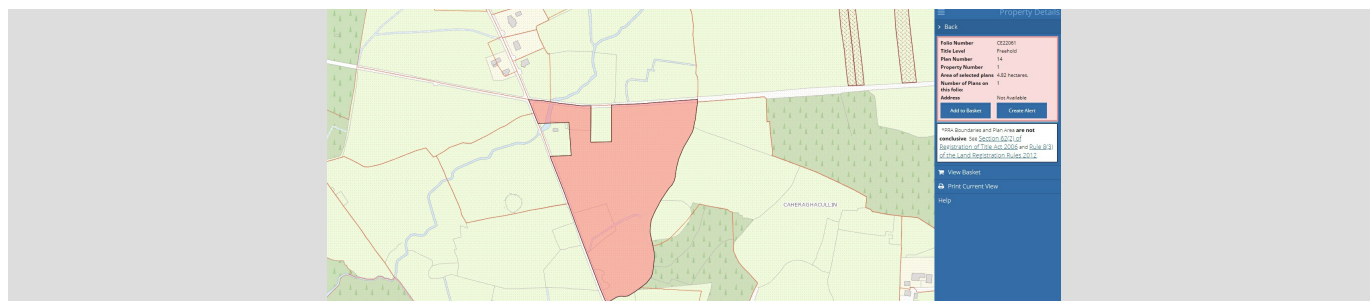 Property Details
Back
Folio Number CE22061
Title Level Freehold
Plan Number 14
Property Number 1
Area of selected plans 4.82 hectares.
Number of Plans on this folio: 1
Address Not Available
Add to Basket Create Alert
*PRA Boundaries and Plan Area are not
conclusive. See Section 62(2) of
Registration of Title Act 2006 and Rule 8(3)
of the Land Registration Rules 2012.
View Basket
Print Current View
Help
CAHERAGHACULLIN